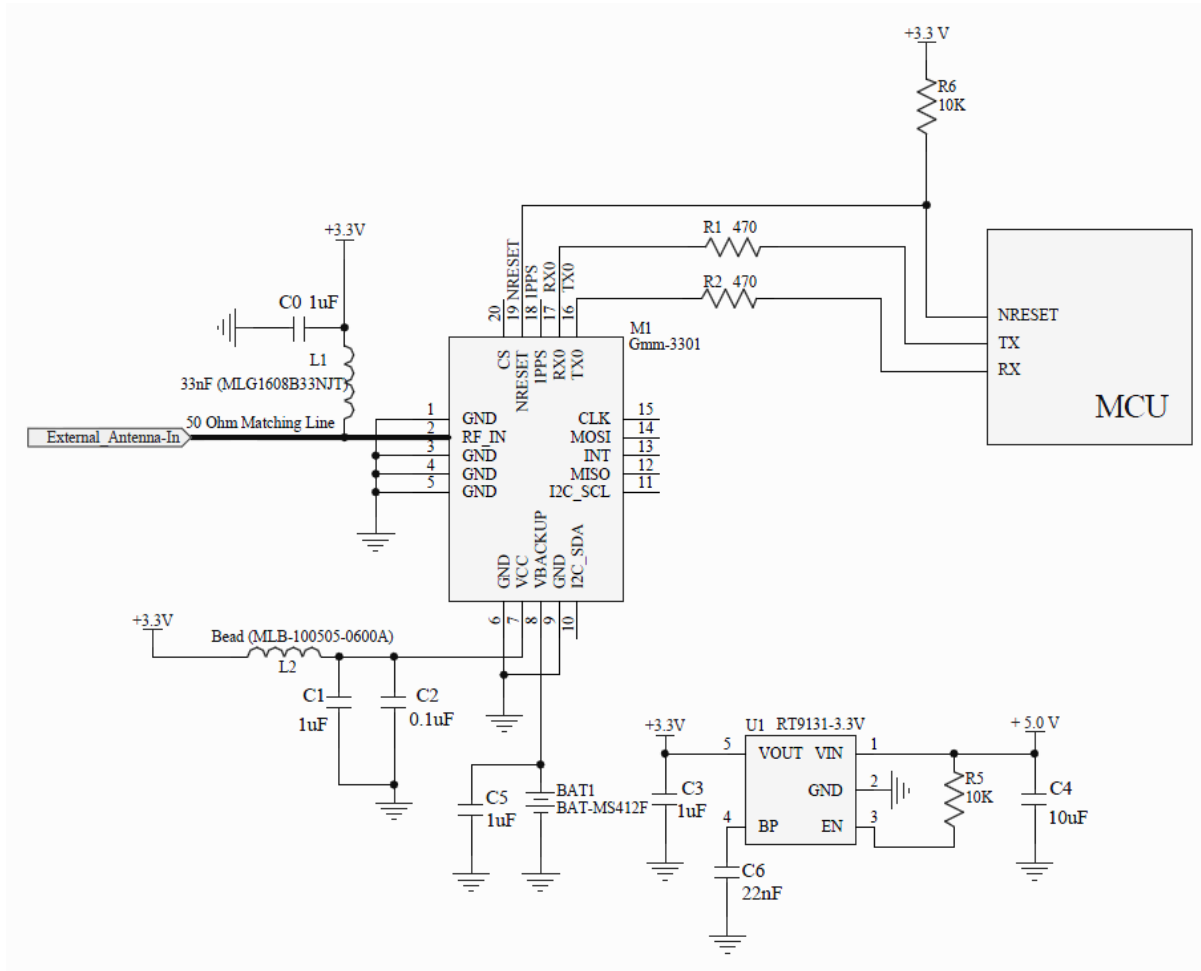 +3.3 V
R6
10K
+3.3V
C0 1uF
L1
33nF (MLG1608B33NJT)
50 Ohm Matching Line
External_Antenna-In
R1 470
R2 470
20
19 NRESET
18 1PPS
17 RX0
16 TX0
M1
Gmm-3301
CS
NRESET
1PPS
RX0
TX0
1 GND
2 RF_IN
3 GND
4 GND
5 GND
CLK 15
MOSI 14
INT 13
MISO 12
I2C_SCL 11
GND
VCC
VBACKUP
GND
I2C_SDA
6
7
8
9
10
NRESET
TX
RX
MCU
+3.3V
Bead (MLB-100505-0600A)
L2
C1
1uF
C2
0.1uF
C5
1uF
BAT1
BAT-MS412F
+3.3V
U1 RT9131-3.3V
+ 5.0 V
5 VOUT VIN 1
GND 2
4 BP EN 3
C3
1uF
R5
10K
C4
10uF
C6
22nF